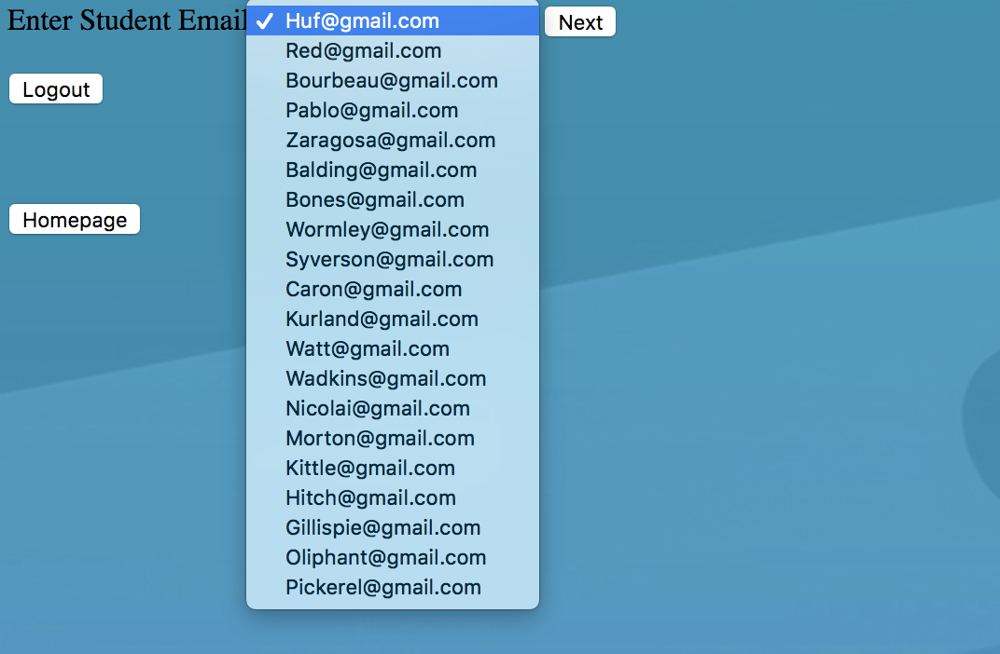 Enter Student Email ✓ Huf@gmail.com Next
Red@gmail.com
Bourbeau@gmail.com
Logout
Pablo@gmail.com
Zaragosa@gmail.com
Balding@gmail.com
Bones@gmail.com
Homepage
Wormley@gmail.com
Syverson@gmail.com
Caron@gmail.com
Kurland@gmail.com
Watt@gmail.com
Wadkins@gmail.com
Nicolai@gmail.com
Morton@gmail.com
Kittle@gmail.com
Hitch@gmail.com
Gillispie@gmail.com
Oliphant@gmail.com
Pickerel@gmail.com